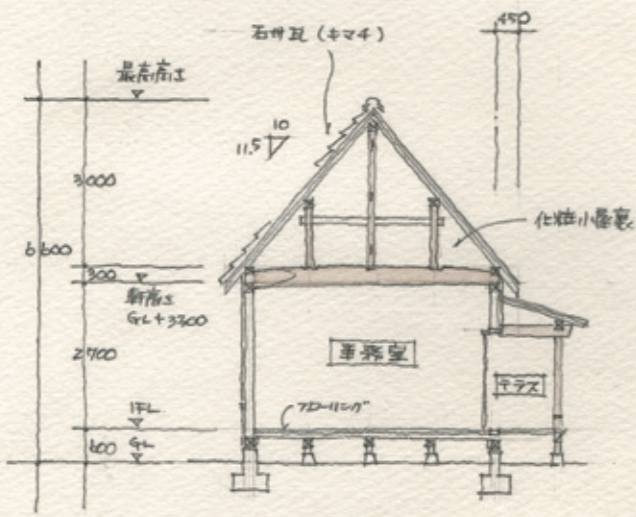 450
石州瓦(キマチ)
最高高さ
10
11.5
3000
化粧小屋裏
6600
300
軒高さ
GL+3300
2700
事務室
テラス
1FL
フローリング
600
GL